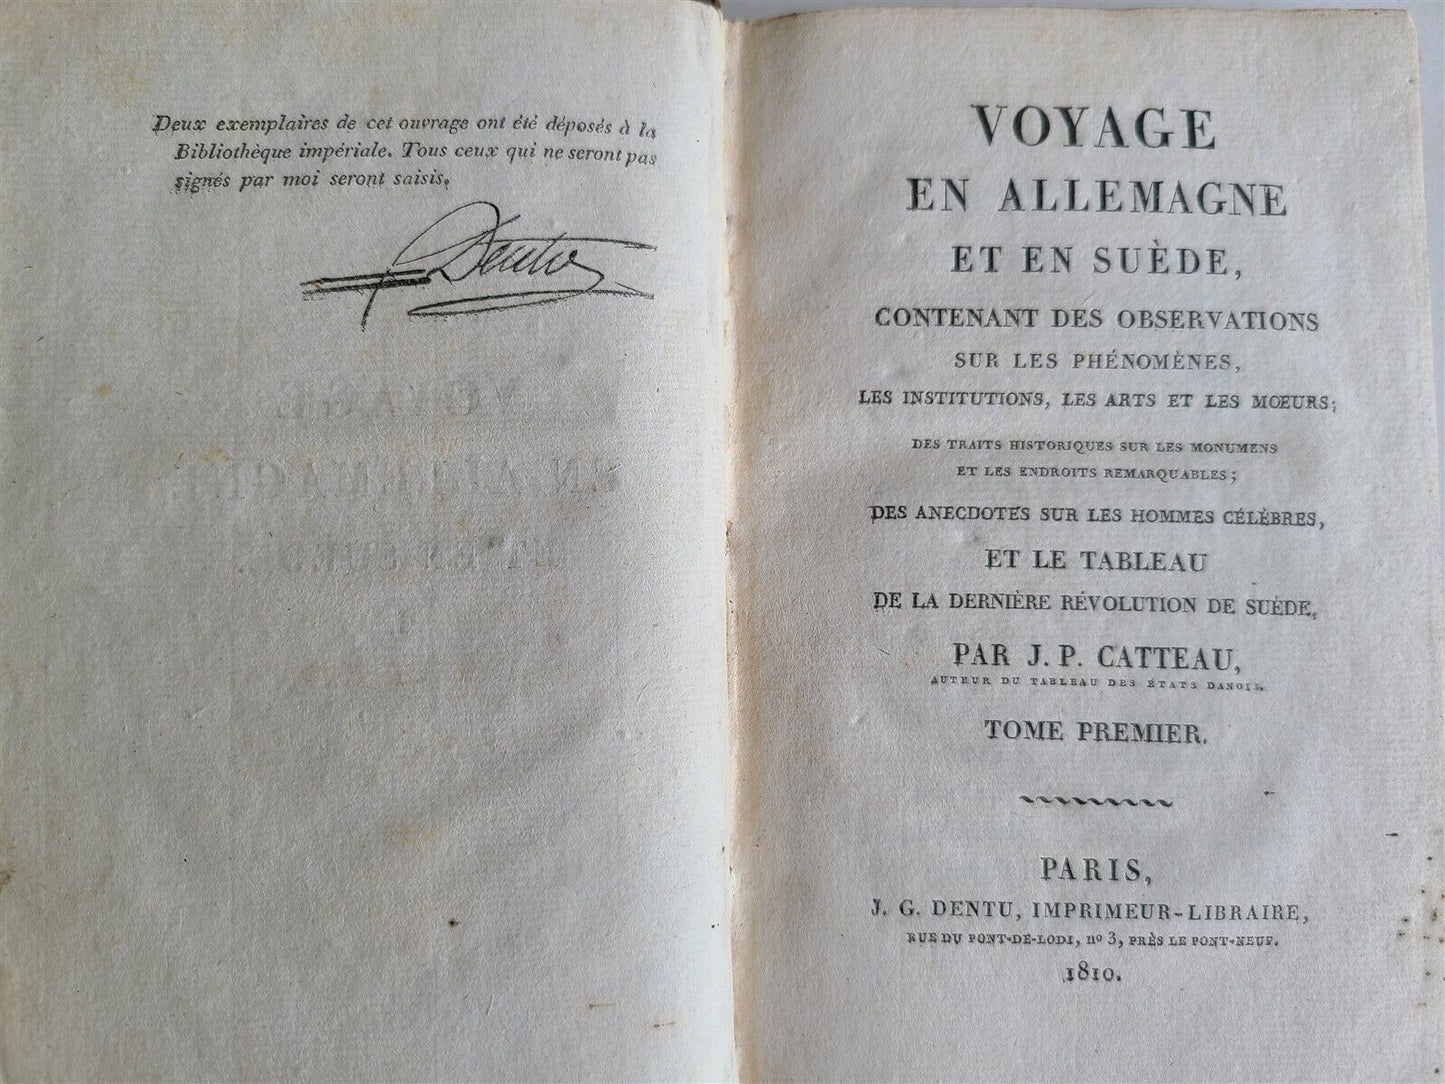 Deux exemplaires de cet ouvrage ont été déposés à la
Bibliothèque impériale. Tous ceux qui ne seront pas
signés par moi seront saisis.
Dentu
VOYAGE
EN ALLEMAGNE
ET EN SUÈDE,
CONTENANT DES OBSERVATIONS
SUR LES PHÉNOMÈNES,
LES INSTITUTIONS, LES ARTS ET LES MŒURS;
DES TRAITS HISTORIQUES SUR LES MONUMENS
ET LES ENDROITS REMARQUABLES;
DES ANECDOTES SUR LES HOMMES CÉLÈBRES,
ET LE TABLEAU
DE LA DERNIÈRE RÉVOLUTION DE SUÈDE,
PAR J. P. CATTEAU,
AUTEUR DU TABLEAU DES ÉTATS DANOIS.
TOME PREMIER.
PARIS,
J. G. DENTU, IMPRIMEUR-LIBRAIRE,
RUE DU PONT-DE-LODI, nº 3, PRÈS LE PONT-NEUF.
1810.